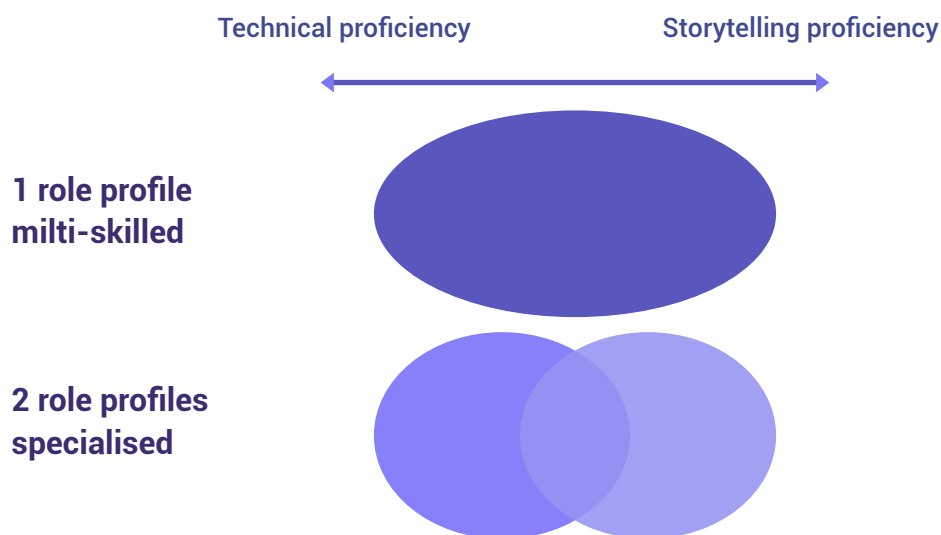 Technical proficiency
Storytelling proficiency
1 role profile
milti-skilled
2 role profiles
specialised